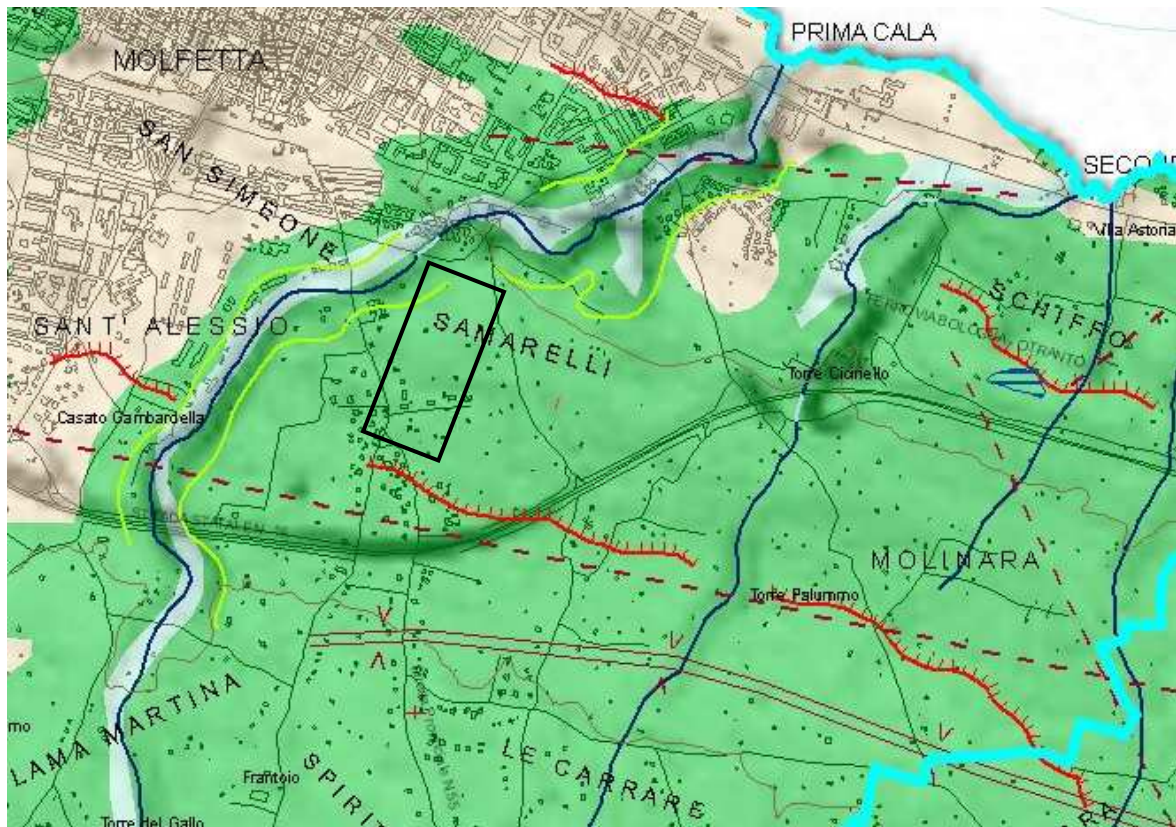 PRIMA CALA
MOLFETTA
SAN SIMEONE
SECON
Villa Astoria
SCHIFFO
SANT' ALESSIO
SAMARELLI
Torre Cicinello
Casato Gambardella
MOLINARA
Torre Palummo
LAMA MARTINA
LE CARRARE
Frantoio
SPIRIT
Torre del Gallo